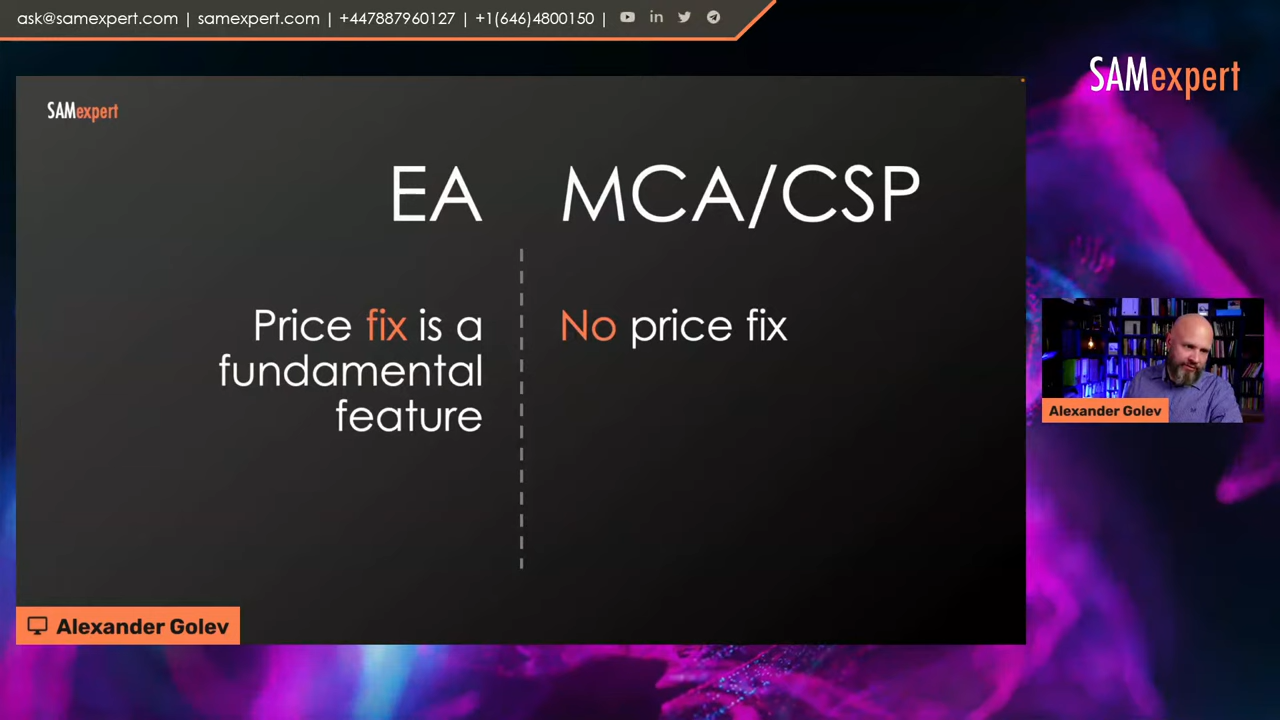 ask@samexpert.com | samexpert.com | +447887960127 | +1(646)4800150 |
SAMexpert
SAMexpert
EA
MCA/CSP
Price fix is a
fundamental
feature
No price fix
Alexander Golev
Alexander Golev